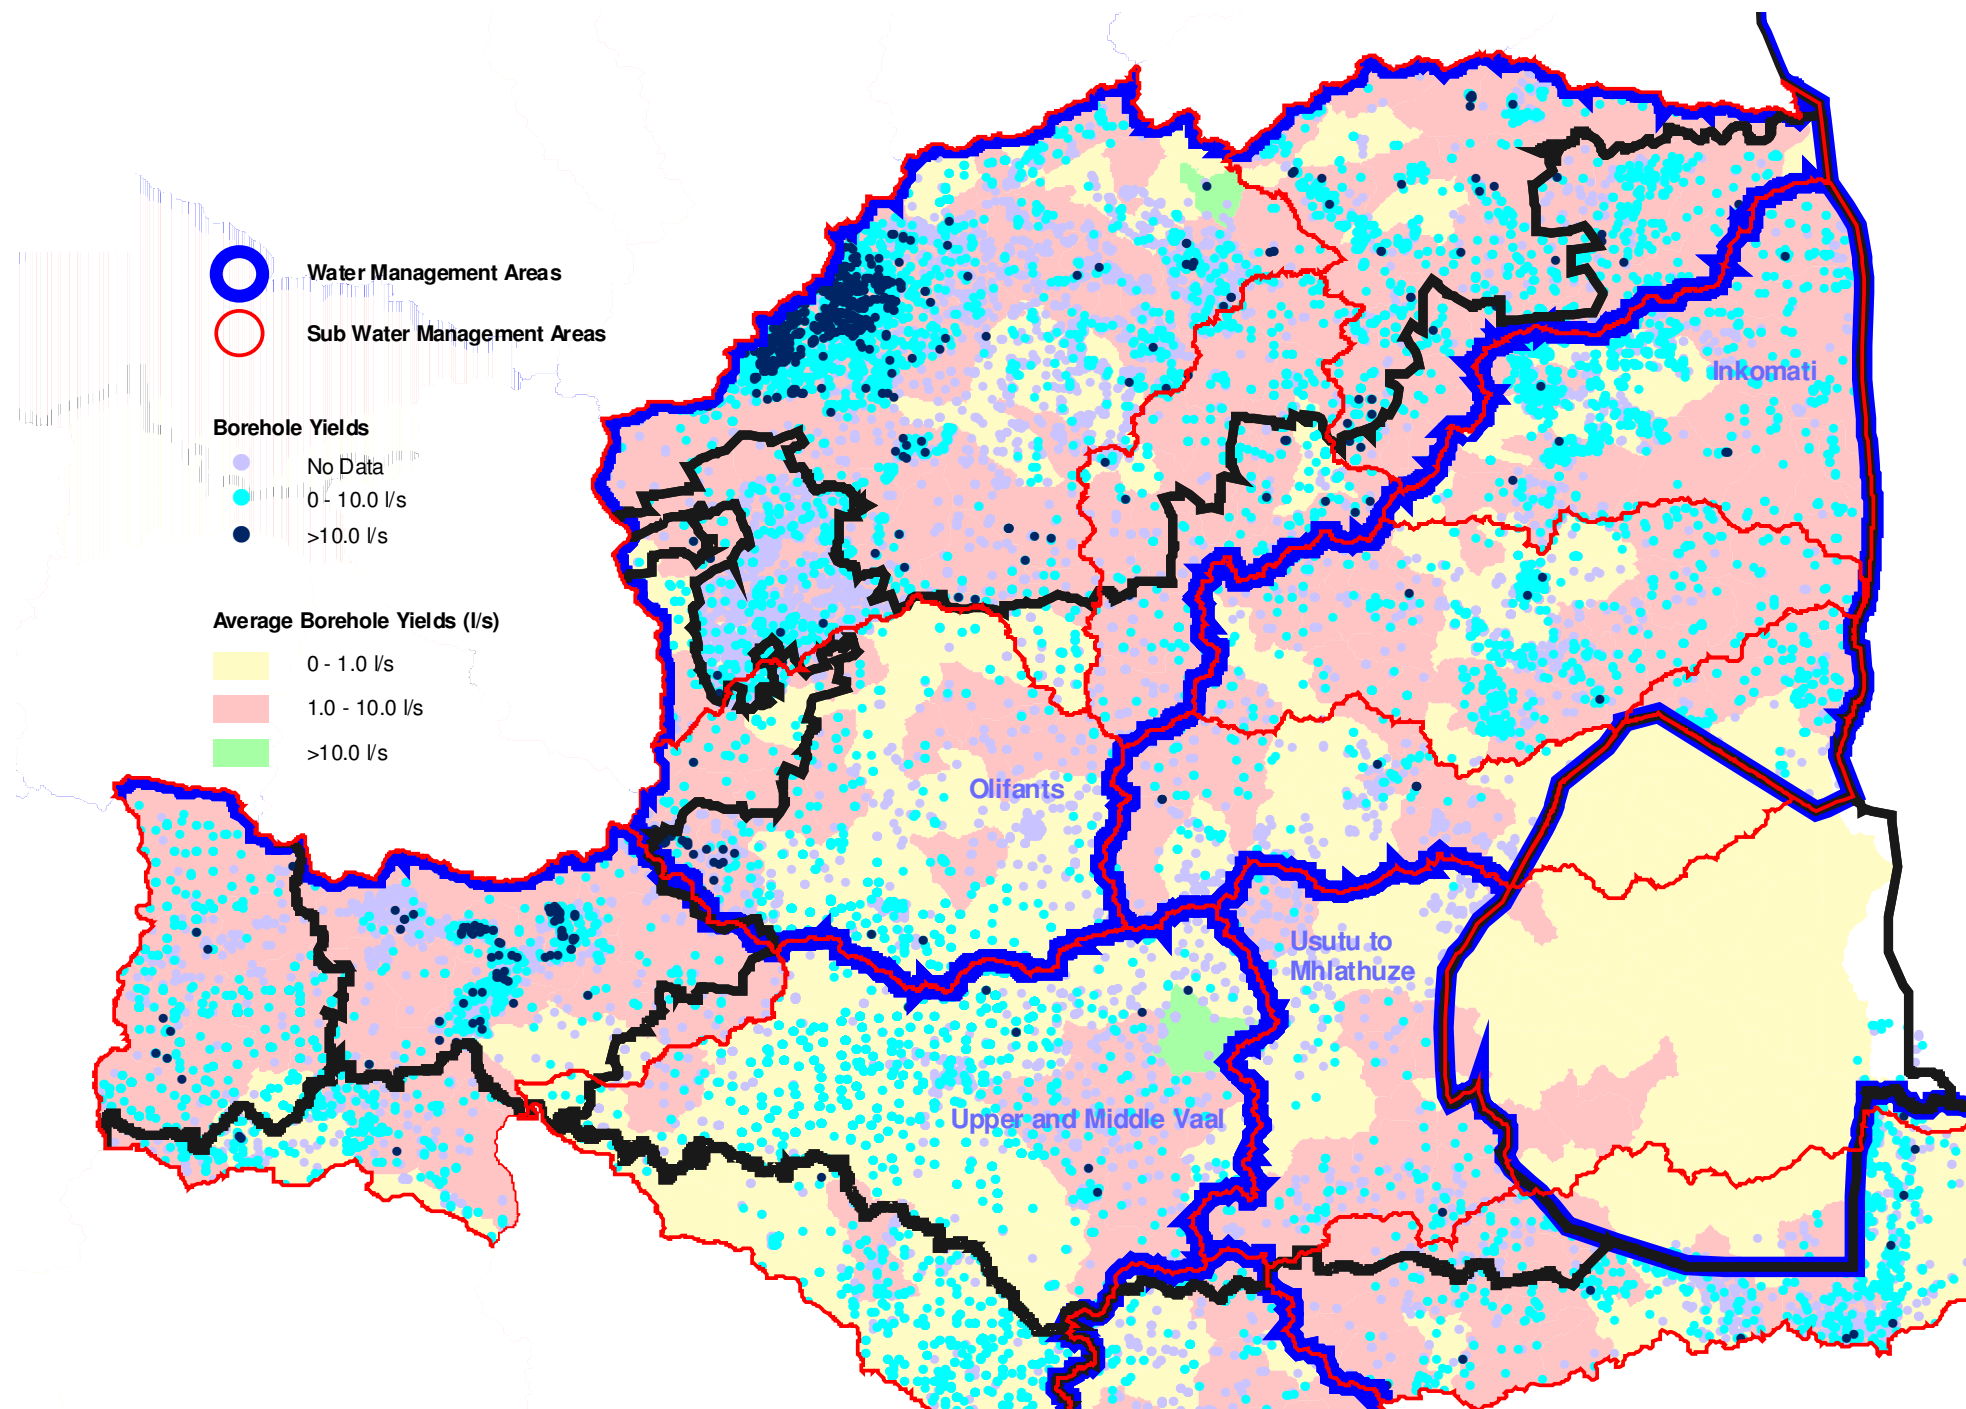 Water Management Areas
Sub Water Management Areas
Borehole Yields
No Data
0 - 10.0 l/s
>10.0 l/s
Average Borehole Yields (l/s)
0 - 1.0 l/s
1.0 - 10.0 l/s
>10.0 l/s
Inkomati
Olifants
Usutu to
Mhlathuze
Upper and Middle Vaal